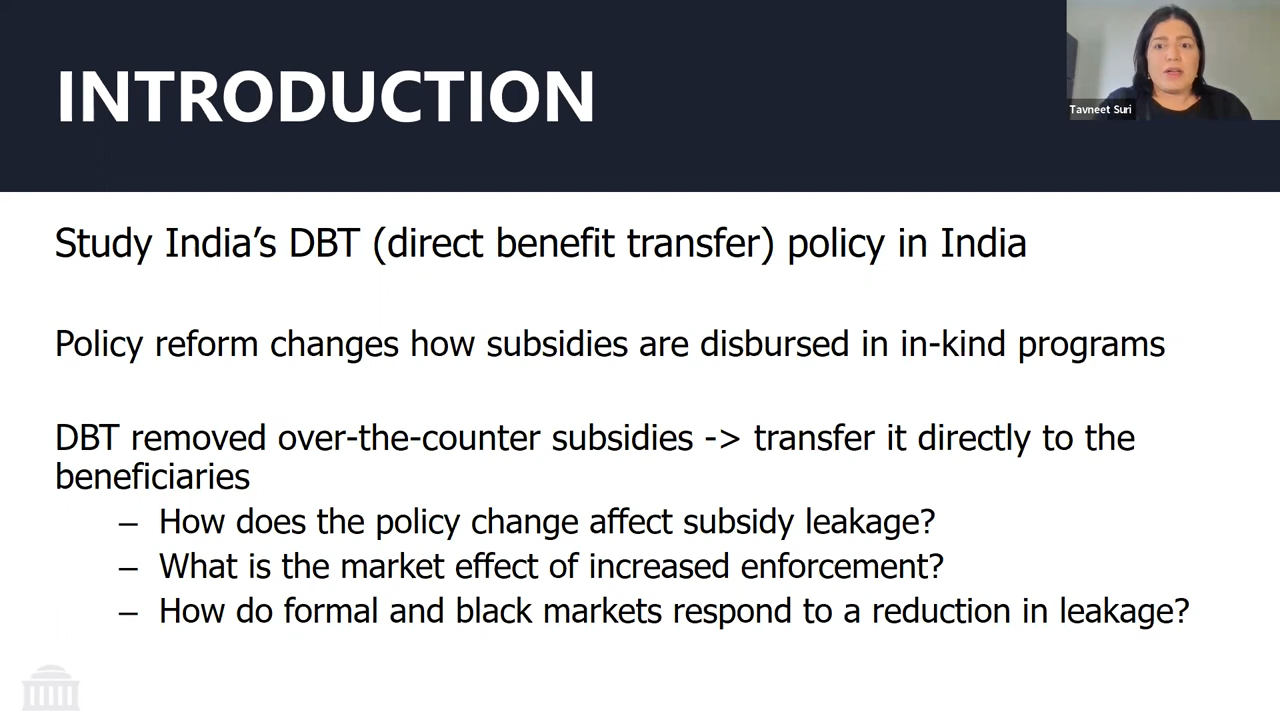 INTRODUCTION
Tavneet Suri
Study India’s DBT (direct benefit transfer) policy in India
Policy reform changes how subsidies are disbursed in in-kind programs
DBT removed over-the-counter subsidies -> transfer it directly to the
beneficiaries
– How does the policy change affect subsidy leakage?
– What is the market effect of increased enforcement?
– How do formal and black markets respond to a reduction in leakage?